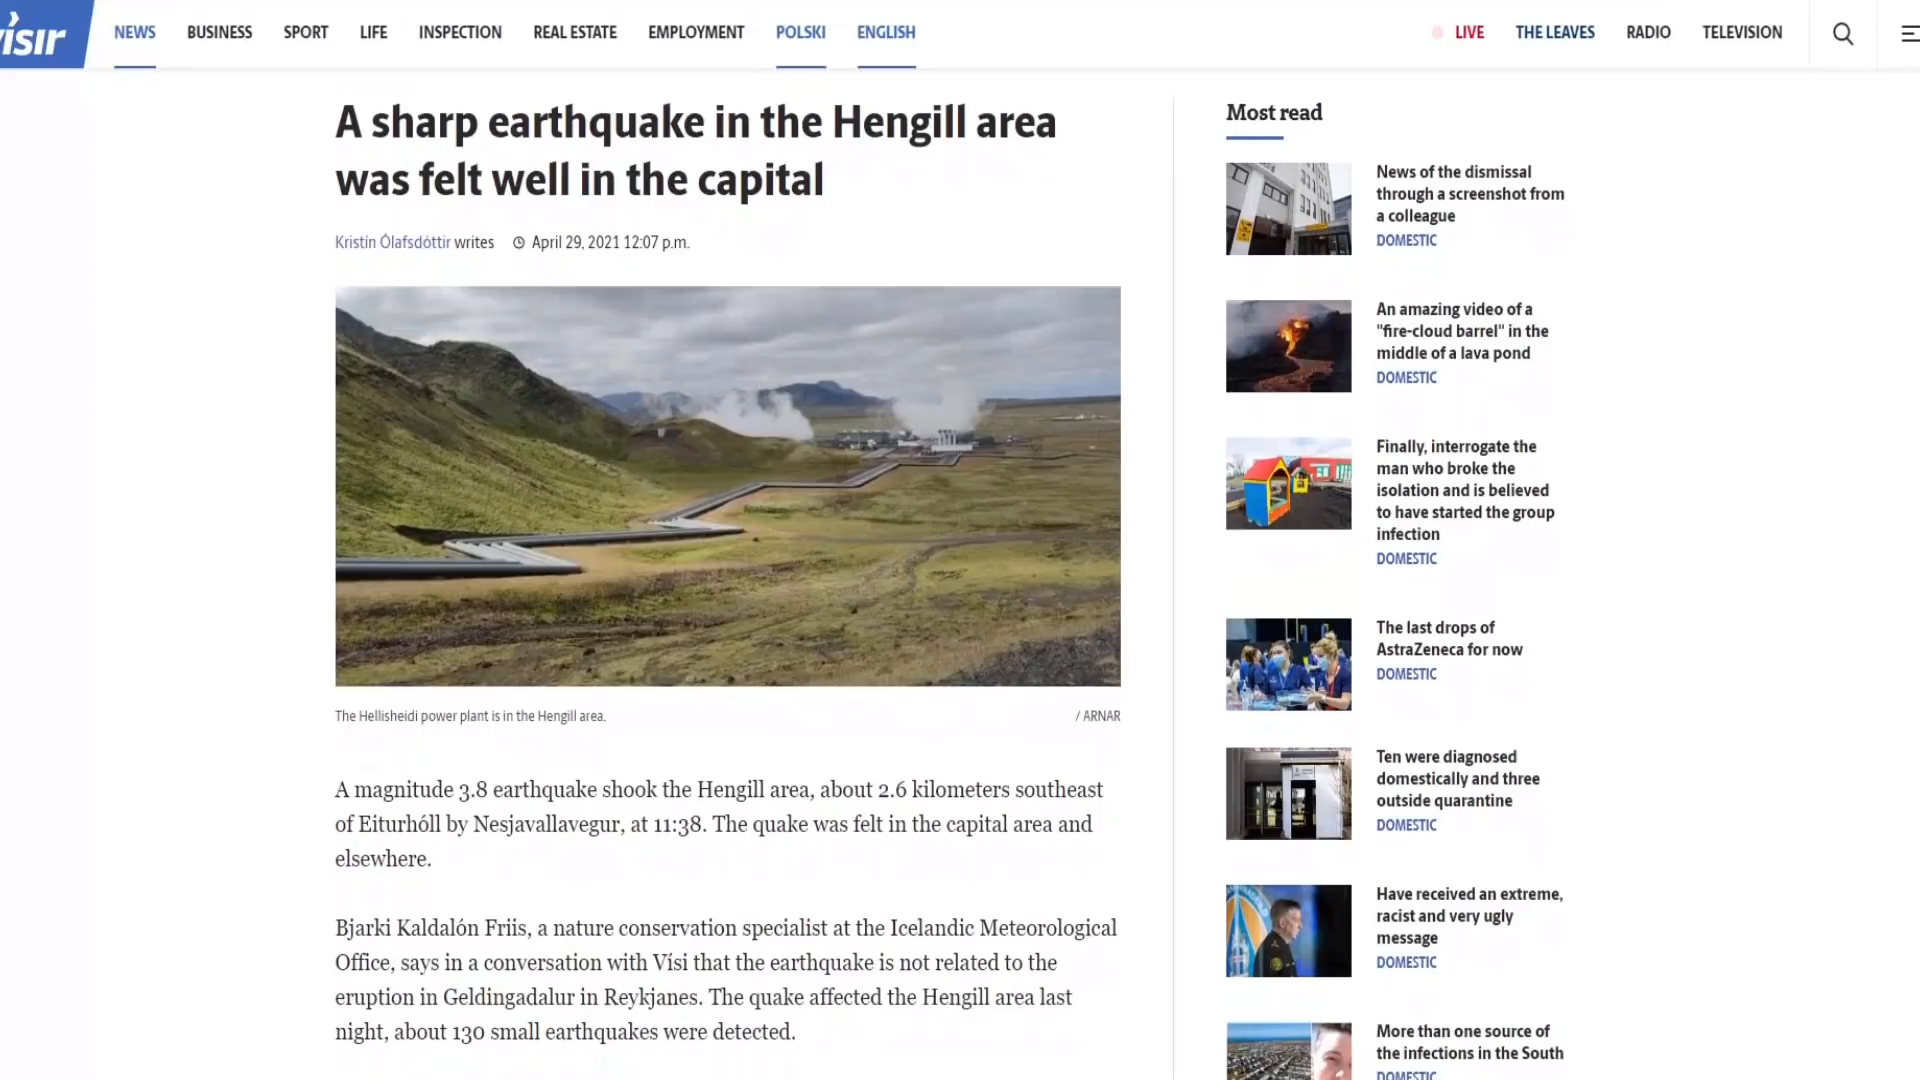 vísir
NEWS
BUSINESS
SPORT
LIFE
INSPECTION
REAL ESTATE
EMPLOYMENT
POLSKI
ENGLISH
LIVE
THE LEAVES
RADIO
TELEVISION
A sharp earthquake in the Hengill area
was felt well in the capital
Kristín Ólafsdóttir writes
April 29, 2021 12:07 p.m.
The Hellisheidi power plant is in the Hengill area.
/ ARNAR
A magnitude 3.8 earthquake shook the Hengill area, about 2.6 kilometers southeast
of Eiturhóll by Nesjavallavegur, at 11:38. The quake was felt in the capital area and
elsewhere.
Bjarki Kaldalón Friis, a nature conservation specialist at the Icelandic Meteorological
Office, says in a conversation with Vísi that the earthquake is not related to the
eruption in Geldingadalur in Reykjanes. The quake affected the Hengill area last
night, about 130 small earthquakes were detected.
Most read
News of the dismissal
through a screenshot from
a colleague
DOMESTIC
An amazing video of a
"fire-cloud barrel" in the
middle of a lava pond
DOMESTIC
Finally, interrogate the
man who broke the
isolation and is believed
to have started the group
infection
DOMESTIC
The last drops of
AstraZeneca for now
DOMESTIC
Ten were diagnosed
domestically and three
outside quarantine
DOMESTIC
Have received an extreme,
racist and very ugly
message
DOMESTIC
More than one source of
the infections in the South
DOMESTIC